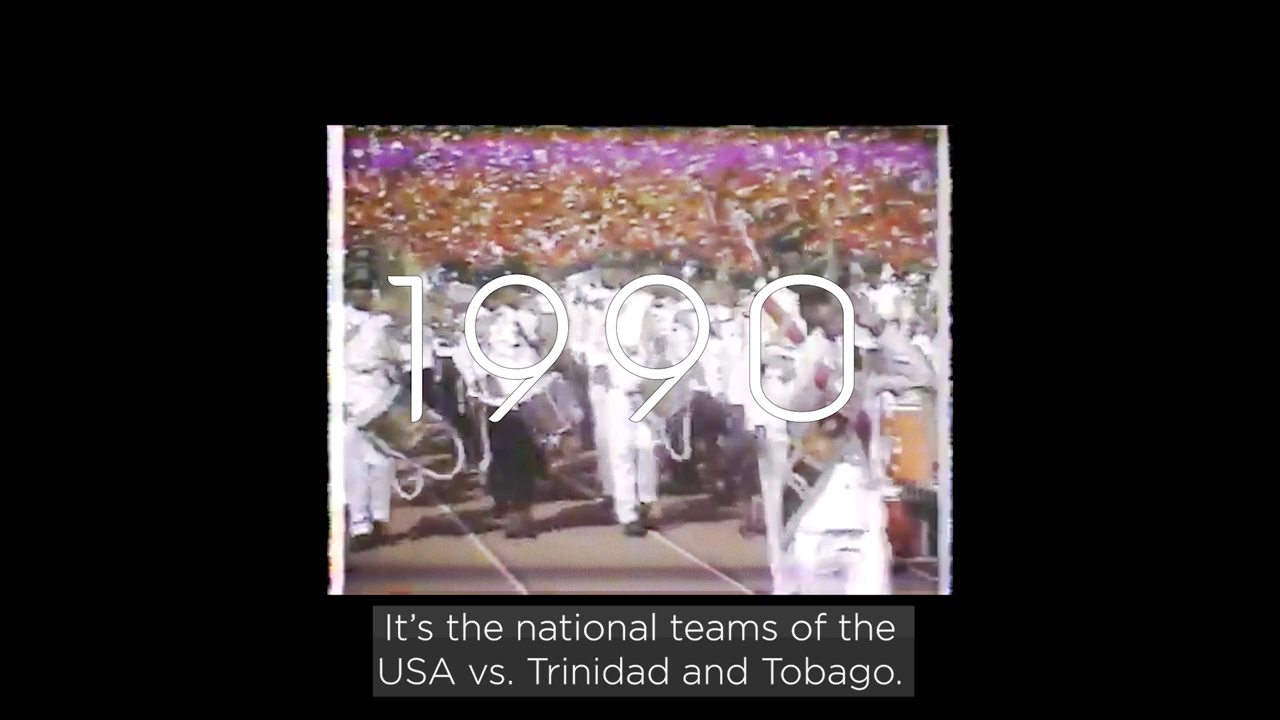 1990
It's the national teams of the
USA vs. Trinidad and Tobago.